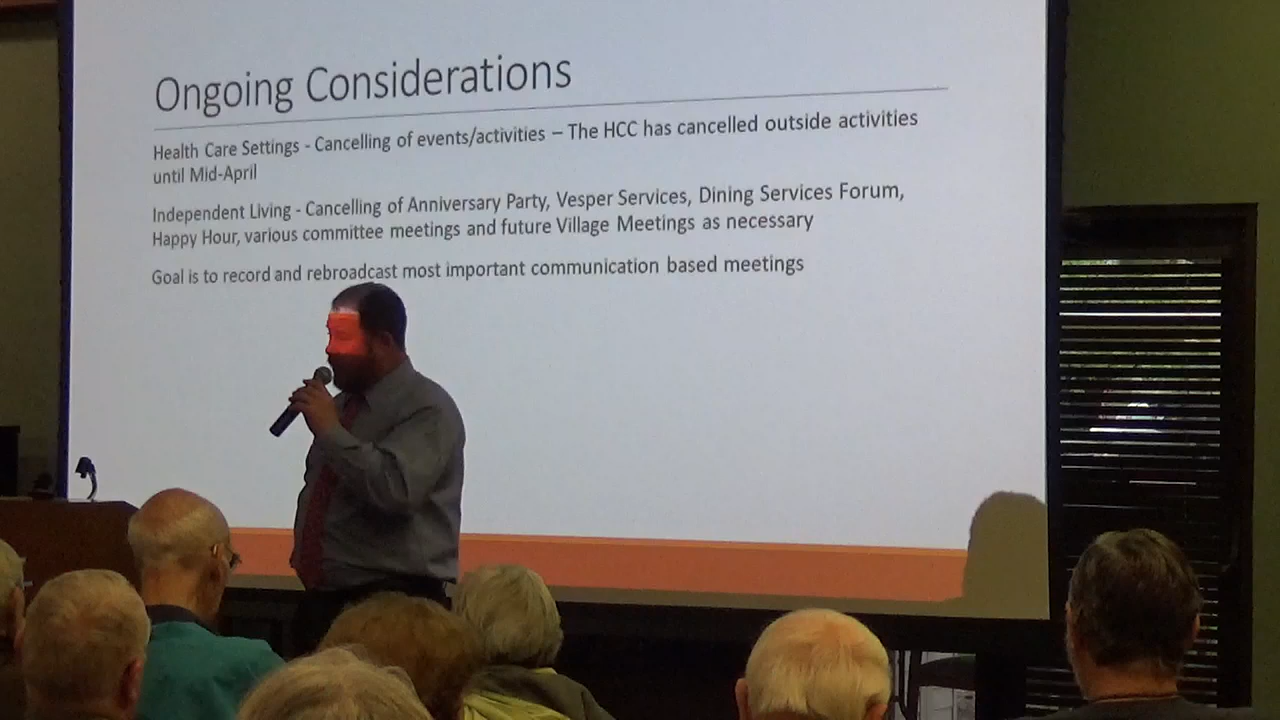 Ongoing Considerations
Health Care Settings - Cancelling of events/activities – The HCC has cancelled outside activities
until Mid-April
Independent Living - Cancelling of Anniversary Party, Vesper Services, Dining Services Forum,
Happy Hour, various committee meetings and future Village Meetings as necessary
Goal is to record and rebroadcast most important communication based meetings